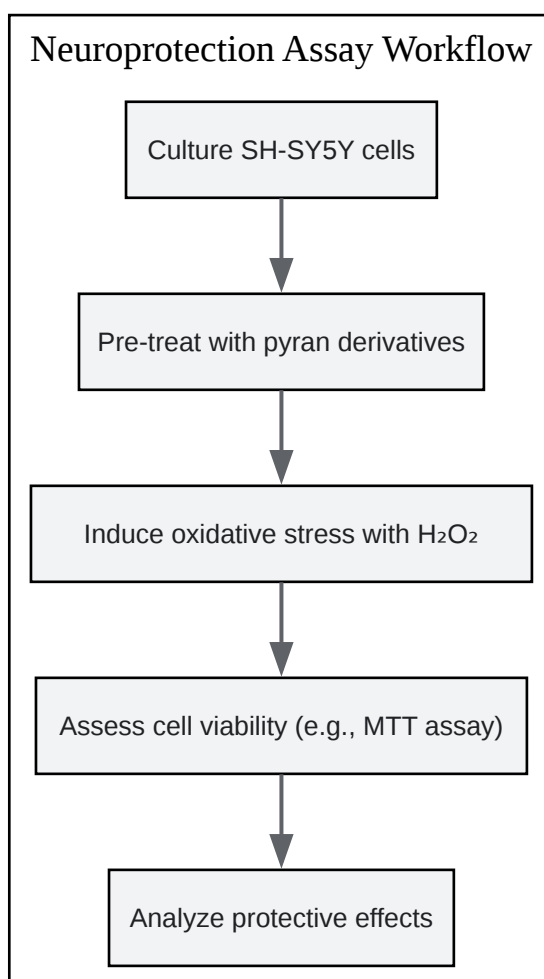 Neuroprotection Assay Workflow
Culture SH-SY5Y cells
Pre-treat with pyran derivatives
Induce oxidative stress with H₂O₂
Assess cell viability (e.g., MTT assay)
Analyze protective effects